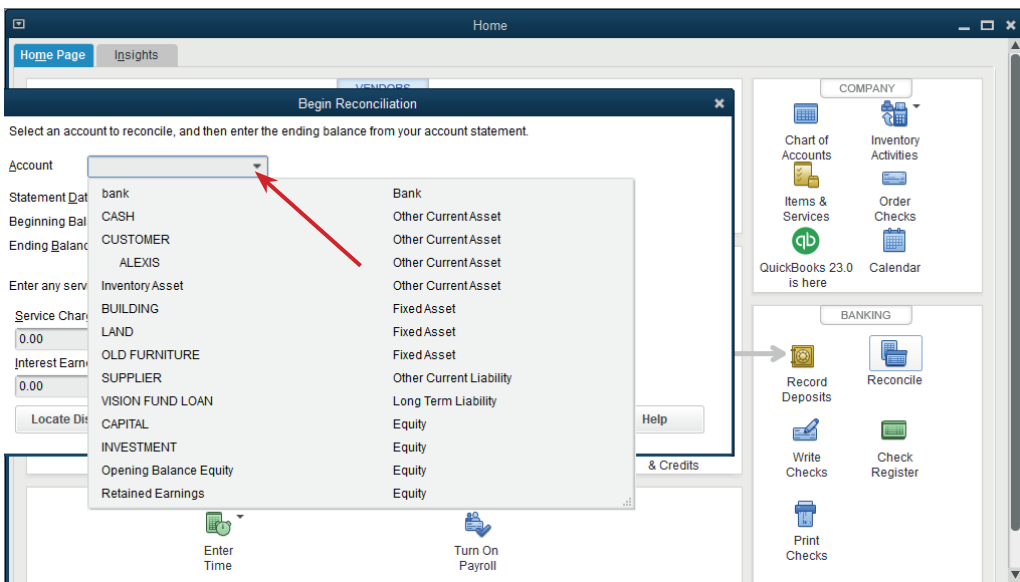 Home
Home Page Insights
VENDORS
COMPANY
Begin Reconciliation
Select an account to reconcile, and then enter the ending balance from your account statement.
Account
Statement Dat
Beginning Bal
Ending Balanc
Enter any serv
Service Charg
0.00
Interest Earne
0.00
Locate Dis
Help
bank Bank
CASH Other Current Asset
CUSTOMER Other Current Asset
ALEXIS Other Current Asset
Inventory Asset Other Current Asset
BUILDING Fixed Asset
LAND Fixed Asset
OLD FURNITURE Fixed Asset
SUPPLIER Other Current Liability
VISION FUND LOAN Long Term Liability
CAPITAL Equity
INVESTMENT Equity
Opening Balance Equity Equity
Retained Earnings Equity
& Credits
Enter
Time
Turn On
Payroll
Chart of
Accounts
Inventory
Activities
Items &
Services
Order
Checks
qb
QuickBooks 23.0
is here
Calendar
BANKING
Record
Deposits
Reconcile
Write
Checks
Check
Register
Print
Checks